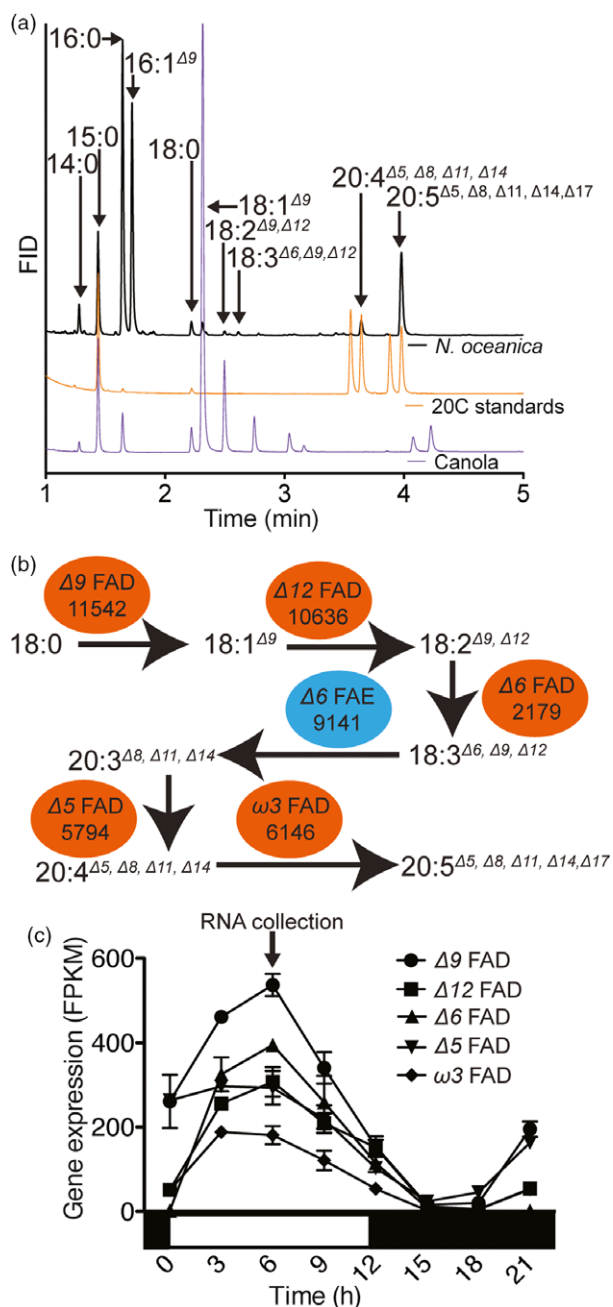 (a)
16:0
16:1Δ9
15:0
14:0
18:0
18:1Δ9
18:2Δ9,Δ12
18:3Δ6,Δ9,Δ12
20:4Δ5, Δ8, Δ11, Δ14
20:5Δ5, Δ8, Δ11, Δ14,Δ17
FID
N. oceanica
20C standards
Canola
1 2 3 4 5
Time (min)
(b)
Δ9 FAD
11542
Δ12 FAD
10636
18:0
18:1Δ9
18:2Δ9, Δ12
Δ6 FAE
9141
Δ6 FAD
2179
20:3Δ8, Δ11, Δ14
18:3Δ6, Δ9, Δ12
Δ5 FAD
5794
ω3 FAD
6146
20:4Δ5, Δ8, Δ11, Δ14
20:5Δ5, Δ8, Δ11, Δ14,Δ17
(c)
RNA collection
Gene expression (FPKM)
600
400
200
0
Δ9 FAD
Δ12 FAD
Δ6 FAD
Δ5 FAD
ω3 FAD
0 3 6 9 12 15 18 21
Time (h)